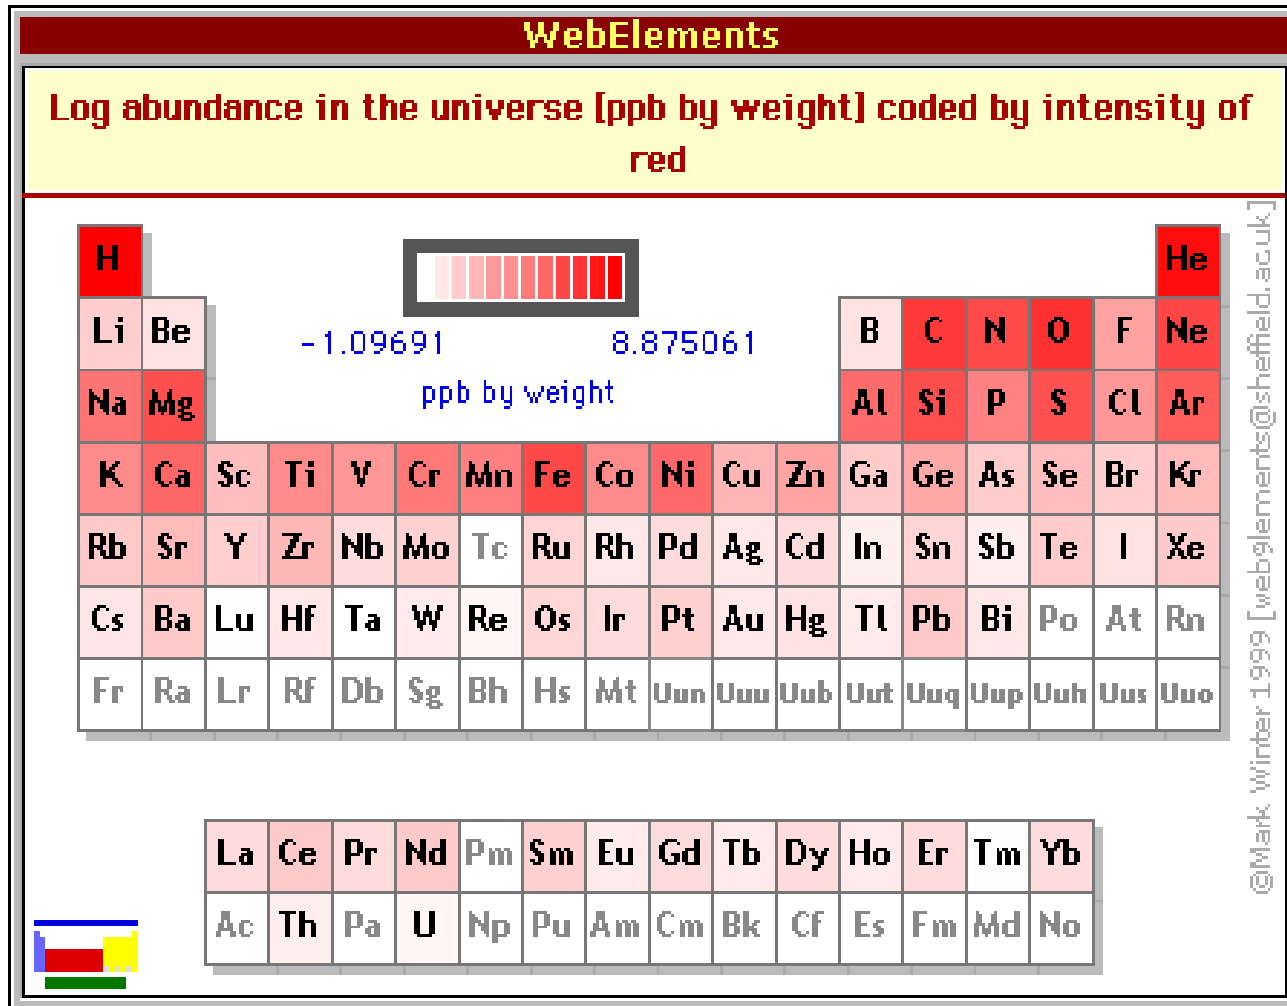 WebElements
Log abundance in the universe [ppb by weight] coded by intensity of
red
H He
Li Be B C N O F Ne
-1.09691 8.875061
ppb by weight
Na Mg Al Si P S Cl Ar
K Ca Sc Ti V Cr Mn Fe Co Ni Cu Zn Ga Ge As Se Br Kr
Rb Sr Y Zr Nb Mo Tc Ru Rh Pd Ag Cd In Sn Sb Te I Xe
Cs Ba Lu Hf Ta W Re Os Ir Pt Au Hg Tl Pb Bi Po At Rn
Fr Ra Lr Rf Db Sg Bh Hs Mt Uun Uuu Uub Uut Uuq Uup Uuh Uus Uuo
La Ce Pr Nd Pm Sm Eu Gd Tb Dy Ho Er Tm Yb
Ac Th Pa U Np Pu Am Cm Bk Cf Es Fm Md No
©Mark Winter 1999 [webelements@sheffield.ac.uk]